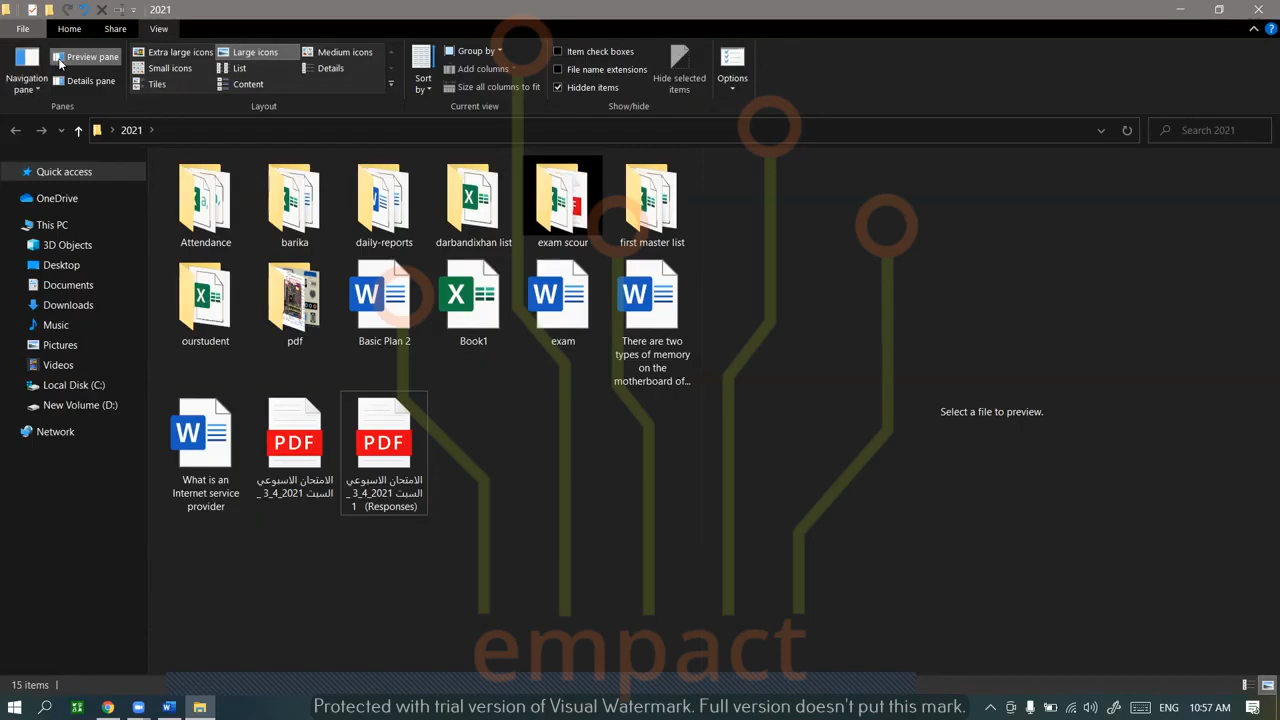 2021
File
Home
Share
View
Navigation pane
Preview pane
Details pane
Panes
Extra large icons
Large icons
Medium icons
Small icons
List
Details
Tiles
Content
Layout
Sort by
Group by
Add columns
Size all columns to fit
Current view
Item check boxes
File name extensions
Hidden items
Hide selected items
Show/hide
Options
2021
Search 2021
Quick access
OneDrive
This PC
3D Objects
Desktop
Documents
Downloads
Music
Pictures
Videos
Local Disk (C:)
New Volume (D:)
Network
Attendance
barika
daily-reports
darbandixhan list
exam scour
first master list
ourstudent
pdf
Basic Plan 2
Book1
exam
There are two
types of memory
on the
motherboard of...
What is an
Internet service
provider
PDF
الامتحان الاسبوعي
السبت 2021_4_3 _
PDF
الامتحان الاسبوعي
السبت 2021_4_3 _
1 (Responses)
Select a file to preview.
empact
15 items
Protected with trial version of Visual Watermark. Full version doesn't put this mark.
ENG
10:57 AM